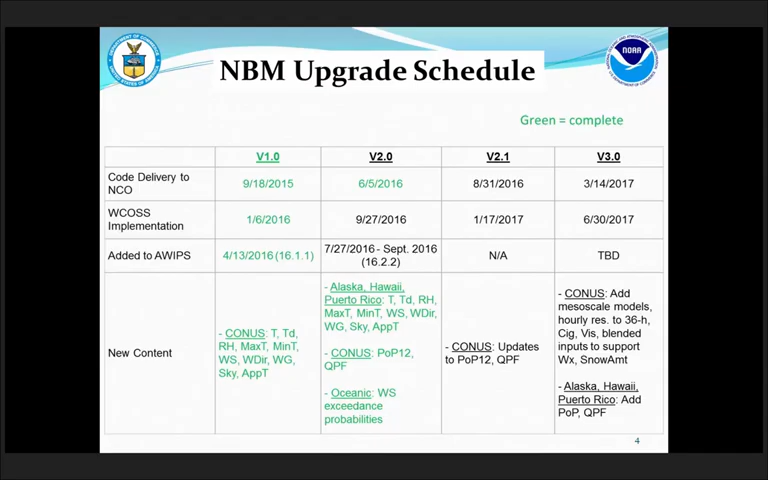 NBM Upgrade Schedule
NOAA
Green = complete
V1.0 V2.0 V2.1 V3.0
Code Delivery to
NCO
9/18/2015 6/5/2016 8/31/2016 3/14/2017
WCOSS
Implementation
1/6/2016 9/27/2016 1/17/2017 6/30/2017
Added to AWIPS
4/13/2016 (16.1.1)
7/27/2016 - Sept. 2016
(16.2.2)
N/A
TBD
New Content
- CONUS: T, Td,
RH, MaxT, MinT,
WS, WDir, WG,
Sky, AppT
- Alaska, Hawaii,
Puerto Rico: T, Td, RH,
MaxT, MinT, WS, WDir,
WG, Sky, AppT
- CONUS: PoP12,
QPF
- Oceanic: WS
exceedance
probabilities
- CONUS: Updates
to PoP12, QPF
- CONUS: Add
mesoscale models,
hourly res. to 36-h,
Cig, Vis, blended
inputs to support
Wx, SnowAmt
- Alaska, Hawaii,
Puerto Rico: Add
PoP, QPF
4